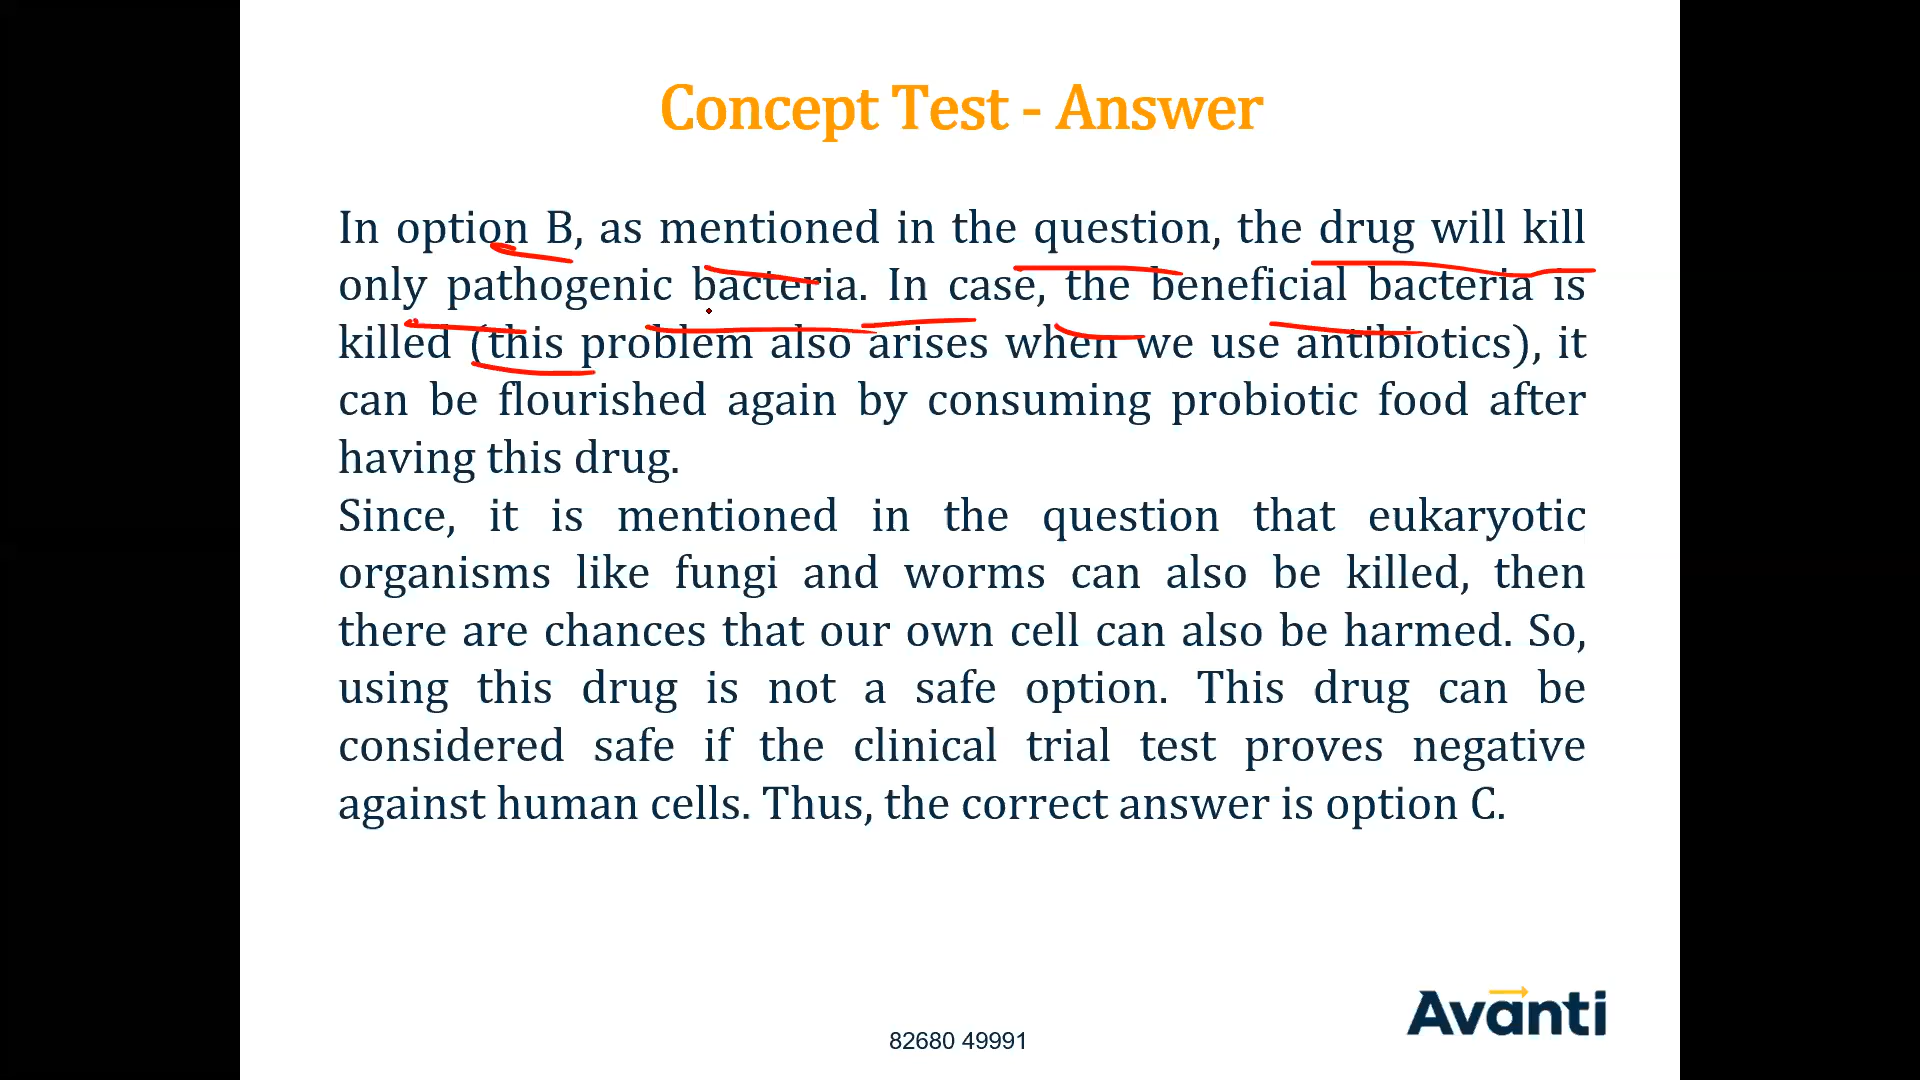 Concept Test - Answer
In option B, as mentioned in the question, the drug will kill
only pathogenic bacteria. In case, the beneficial bacteria is
killed (this problem also arises when we use antibiotics), it
can be flourished again by consuming probiotic food after
having this drug.
Since, it is mentioned in the question that eukaryotic
organisms like fungi and worms can also be killed, then
there are chances that our own cell can also be harmed. So,
using this drug is not a safe option. This drug can be
considered safe if the clinical trial test proves negative
against human cells. Thus, the correct answer is option C.
Avanti
82680 49991